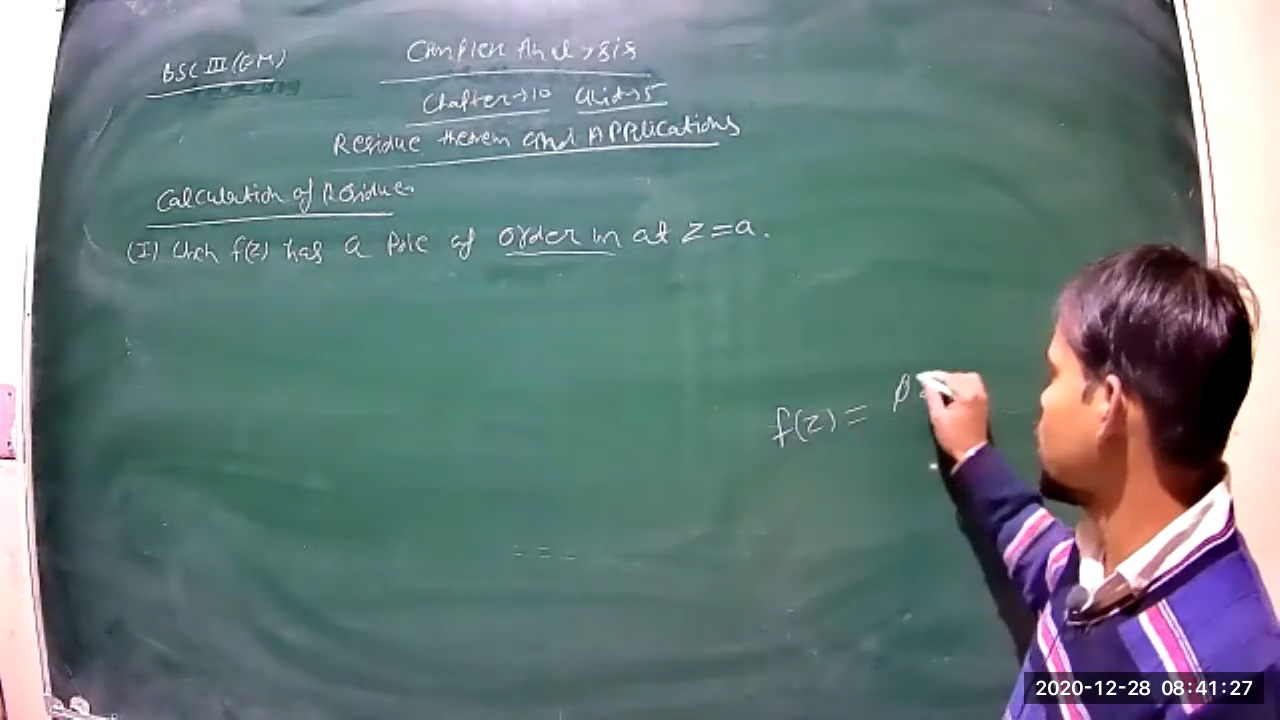 BSC III (GM)
Complex Analysis
Chapter→10 Unit→5
Residue theorem and Applications
Calculation of Residue.
(I) When f(z) has a Pole of order m at z=a.
f(z) =
2020-12-28 08:41:27